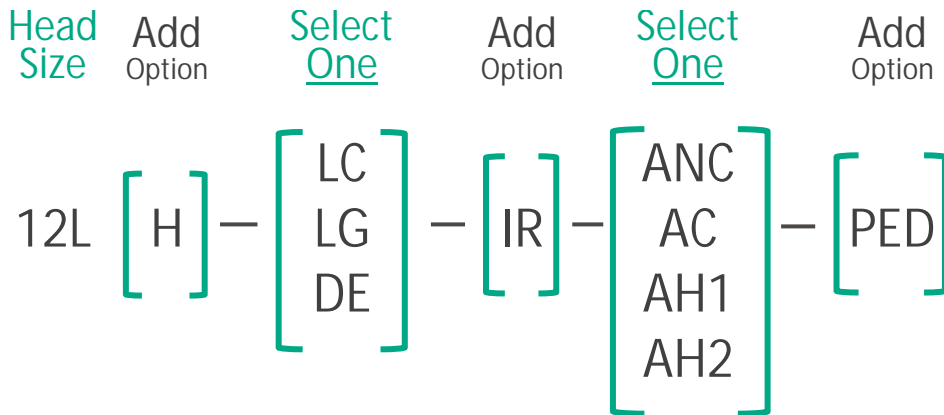 Head Size
Add Option
Select One
Add Option
Select One
Add Option
12L
H
—
LC
LG
DE
—
IR
—
ANC
AC
AH1
AH2
—
PED